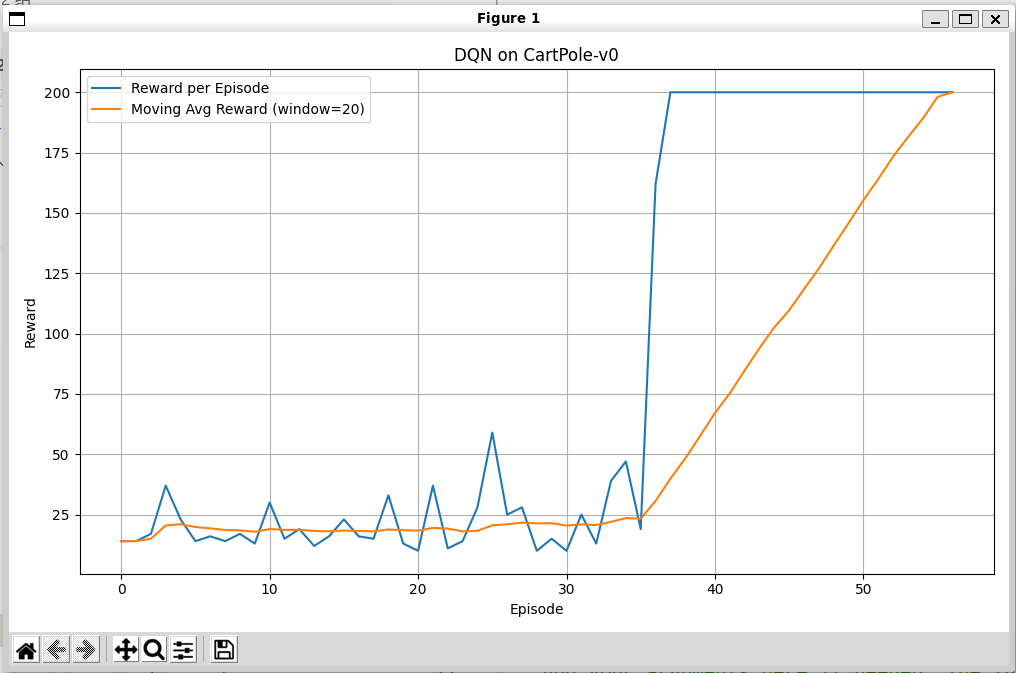 Figure 1
DQN on CartPole-v0
Reward per Episode
Moving Avg Reward (window=20)
200
175
150
125
100
75
50
25
Reward
0 10 20 30 40 50
Episode